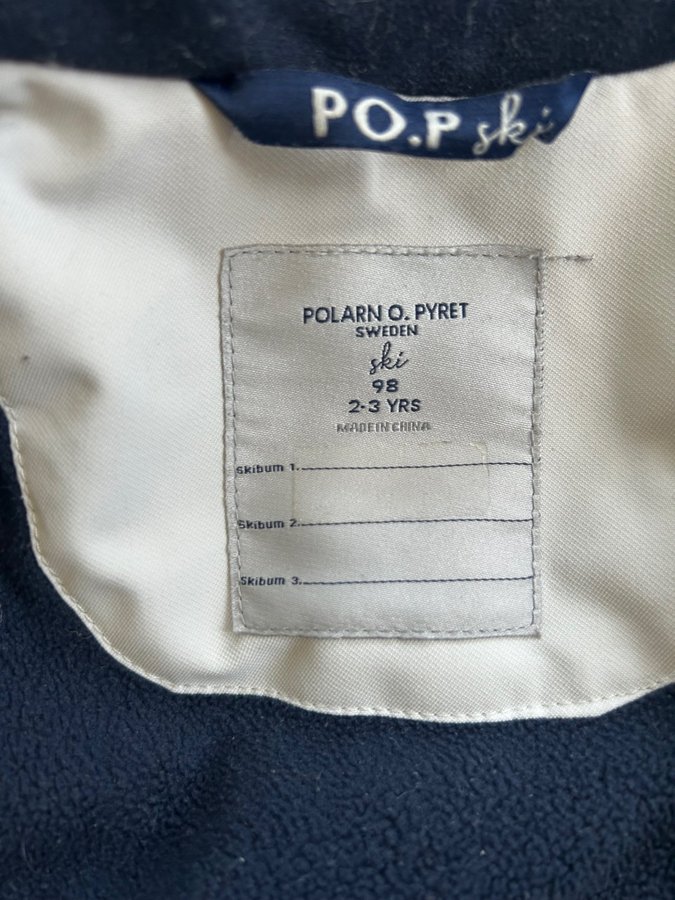 PO.P ski
POLARN O. PYRET
SWEDEN
ski
98
2-3 YRS
MADE IN CHINA
Skibum 1.
Skibum 2.
Skibum 3.